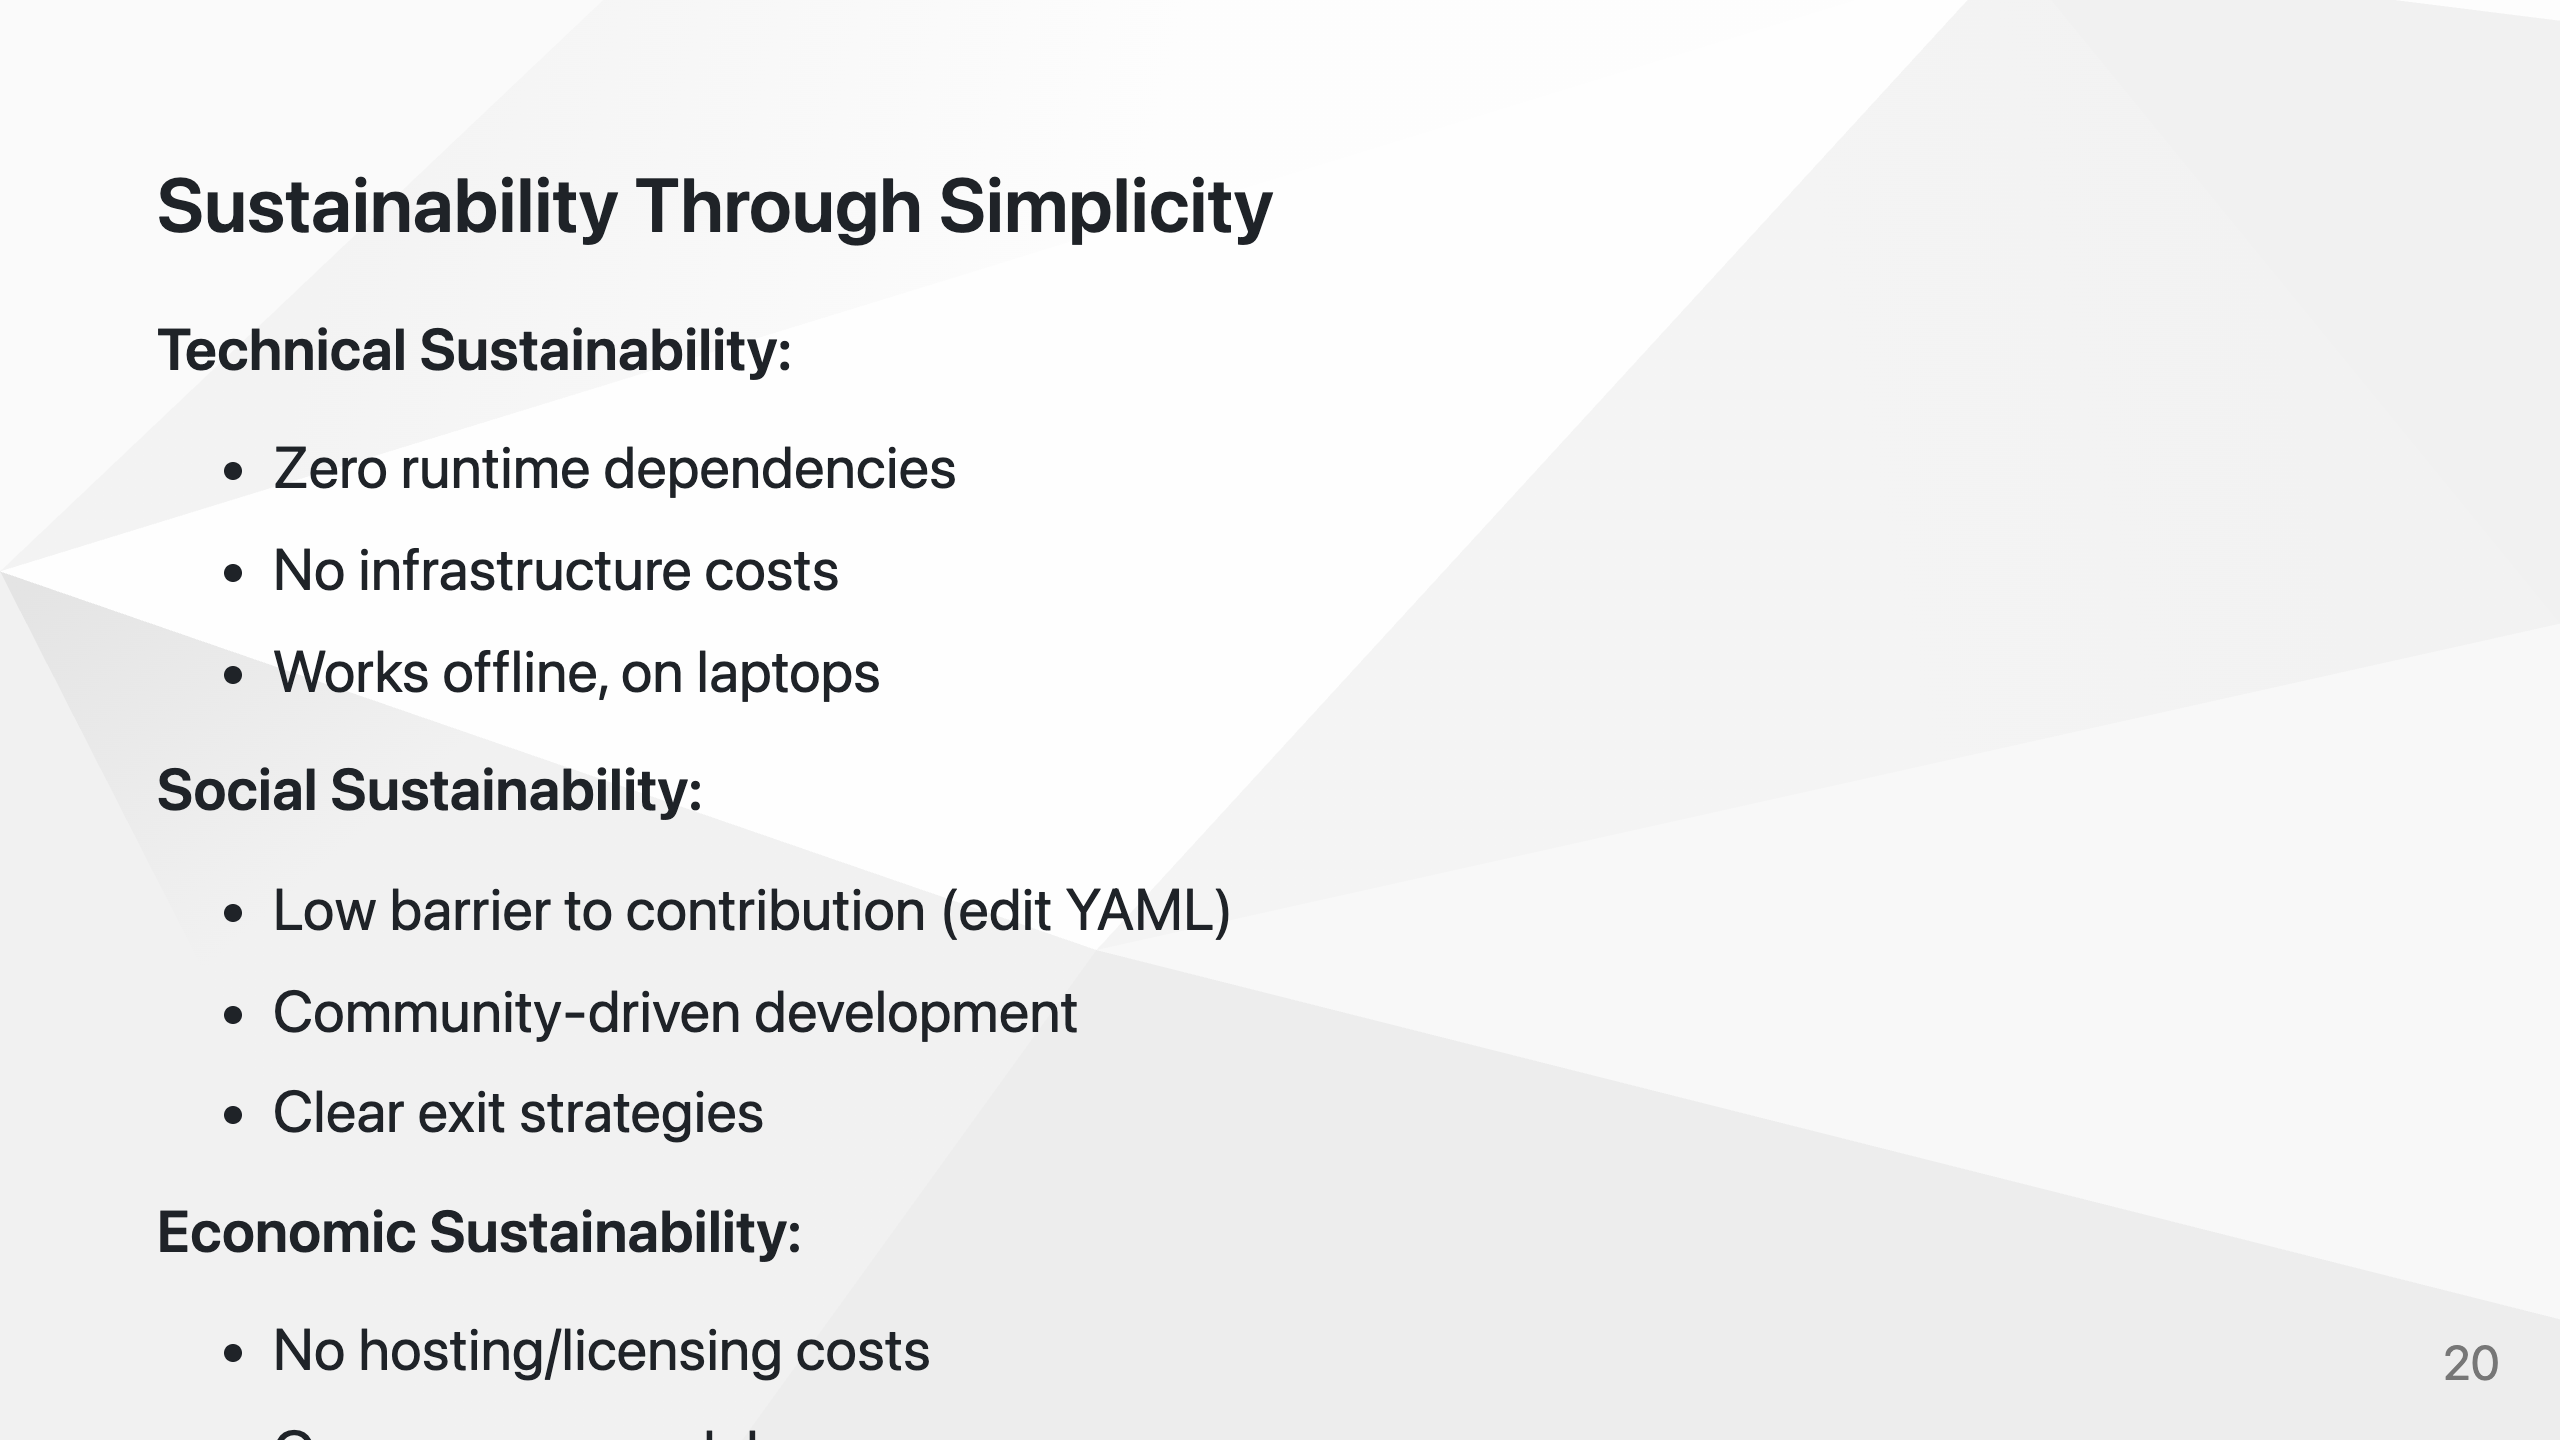 Sustainability Through Simplicity
Technical Sustainability:
• Zero runtime dependencies
• No infrastructure costs
• Works offline, on laptops
Social Sustainability:
• Low barrier to contribution (edit YAML)
• Community-driven development
• Clear exit strategies
Economic Sustainability:
• No hosting/licensing costs
20